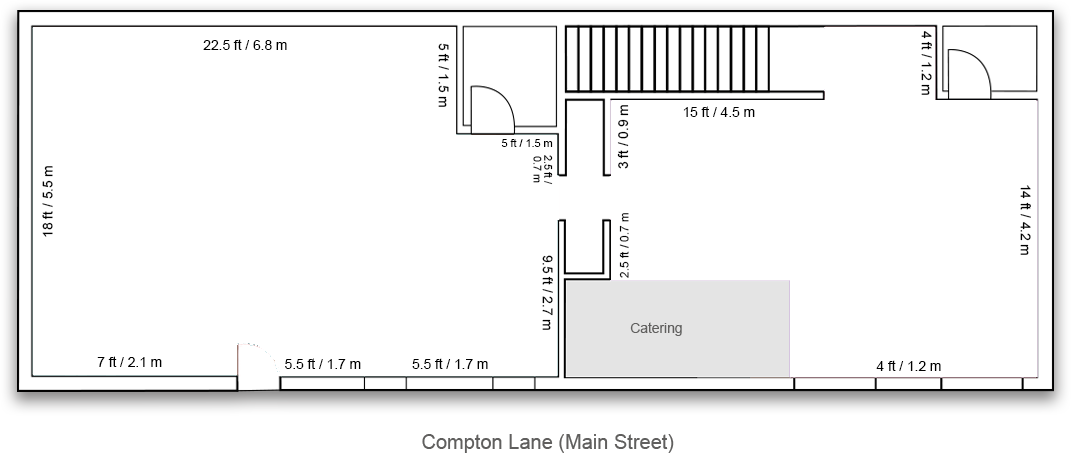 22.5 ft / 6.8 m
5 ft / 1.5 m
4 ft / 1.2 m
15 ft / 4.5 m
3 ft / 0.9 m
5 ft / 1.5 m
2.5 ft /
0.7 m
18 ft / 5.5 m
14 ft / 4.2 m
2.5 ft / 0.7 m
9.5 ft / 2.7 m
Catering
7 ft / 2.1 m
5.5 ft / 1.7 m
5.5 ft / 1.7 m
4 ft / 1.2 m
Compton Lane (Main Street)